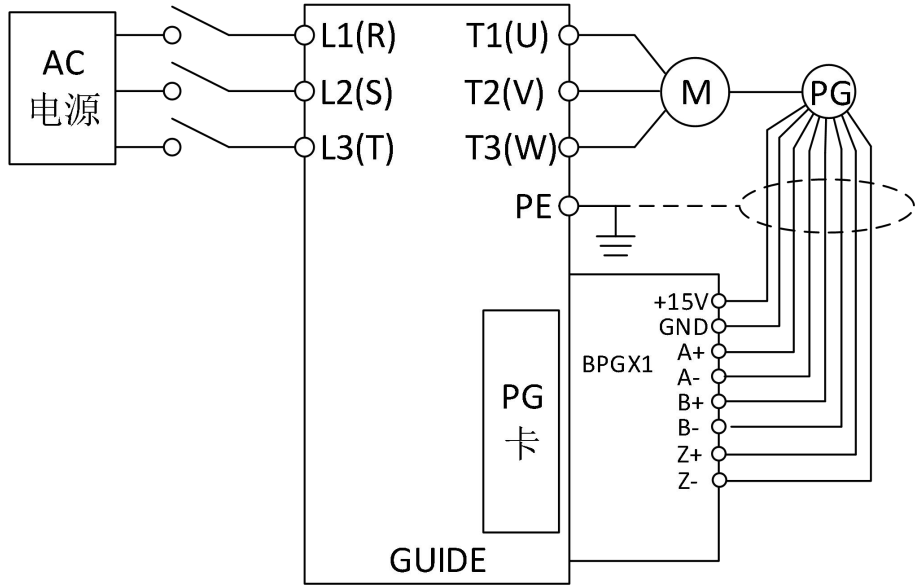 AC
电源
L1(R)
L2(S)
L3(T)
T1(U)
T2(V)
T3(W)
PE
M
PG
+15V
GND
A+
A-
B+
B-
Z+
Z-
BPGX1
PG
卡
GUIDE